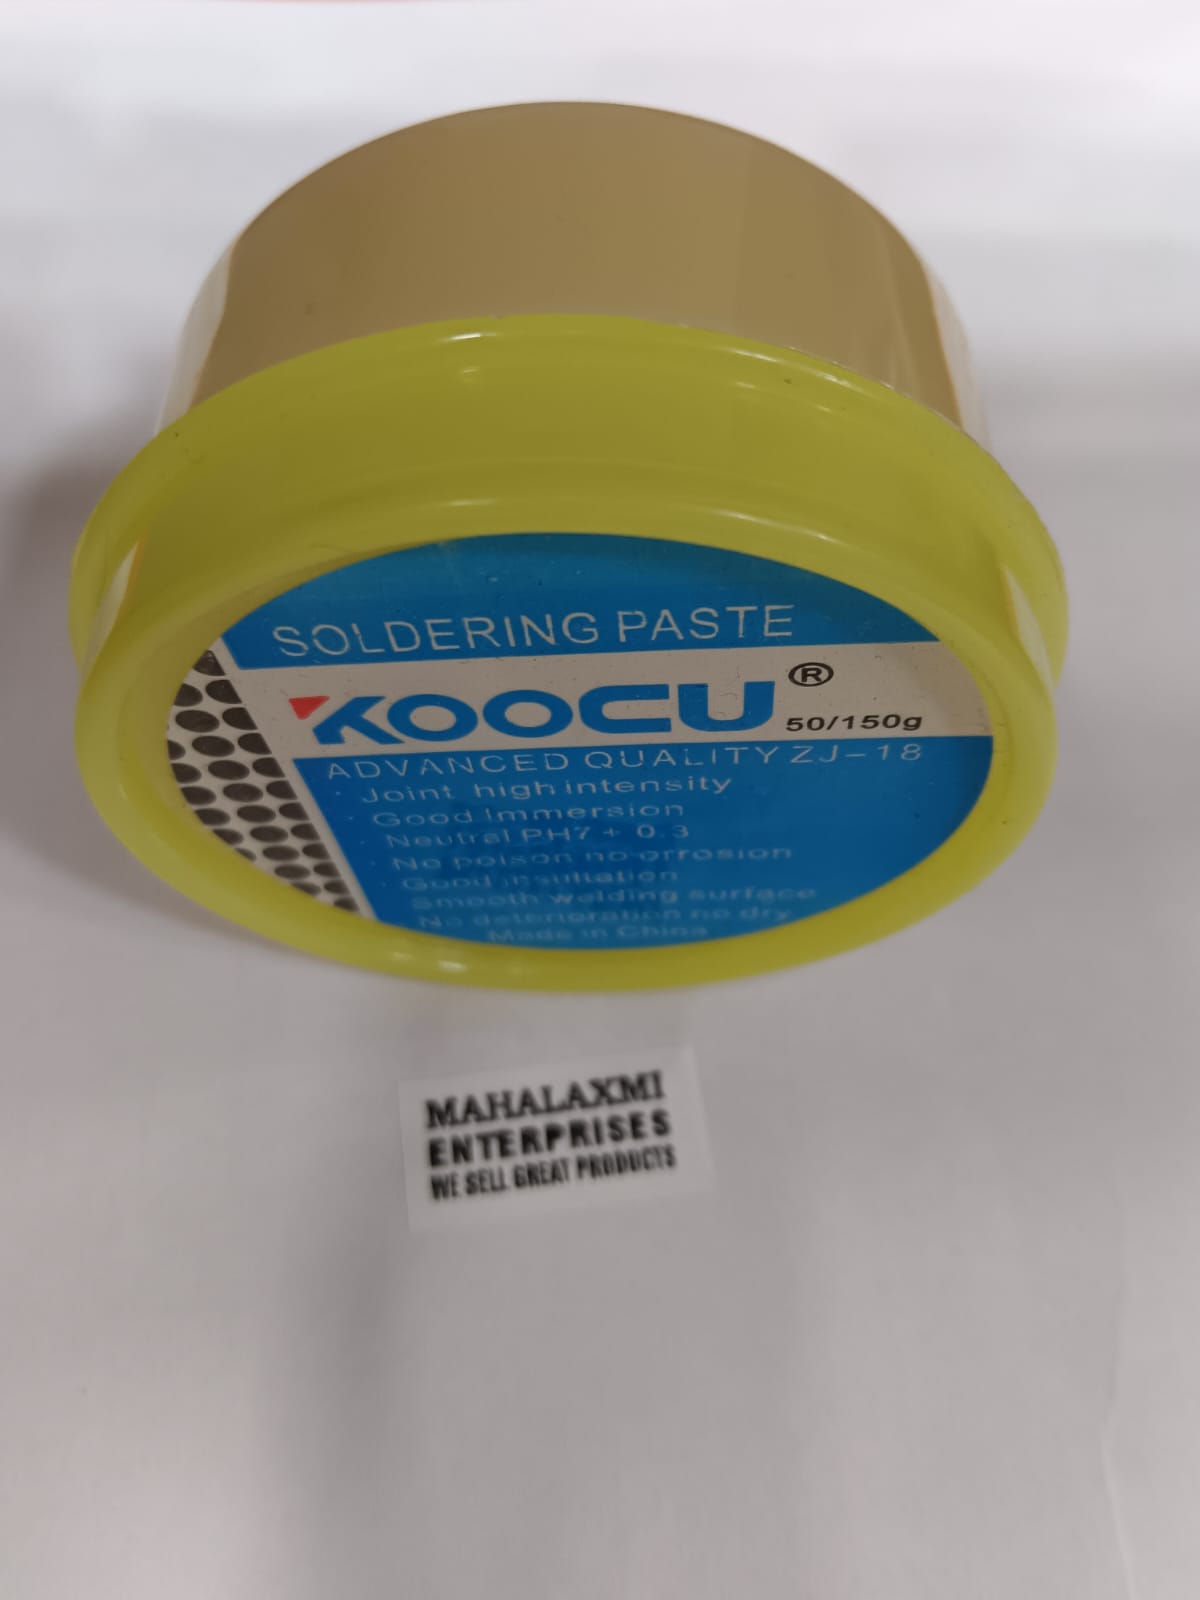 SOLDERING PASTE
KOOCU®
50/150g
ADVANCED QUALITY ZJ-18
· Joint high intensity
· Good Immersion
· Neutral PH7 + 0.3
· No poison no orrosion
· Good insultation
Smooth welding surface
· No deterioration no dry
Made in China
MAHALAXMI
ENTERPRISES
WE SELL GREAT PRODUCTS